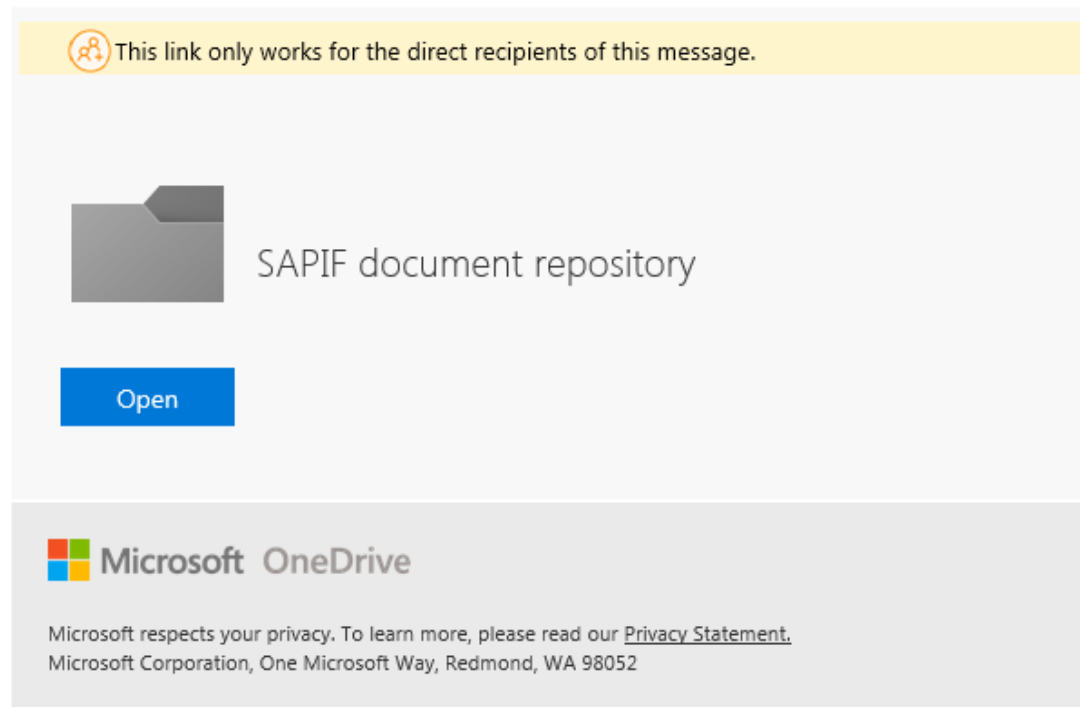 This link only works for the direct recipients of this message.
SAPIF document repository
Open
Microsoft OneDrive
Microsoft respects your privacy. To learn more, please read our Privacy Statement.
Microsoft Corporation, One Microsoft Way, Redmond, WA 98052